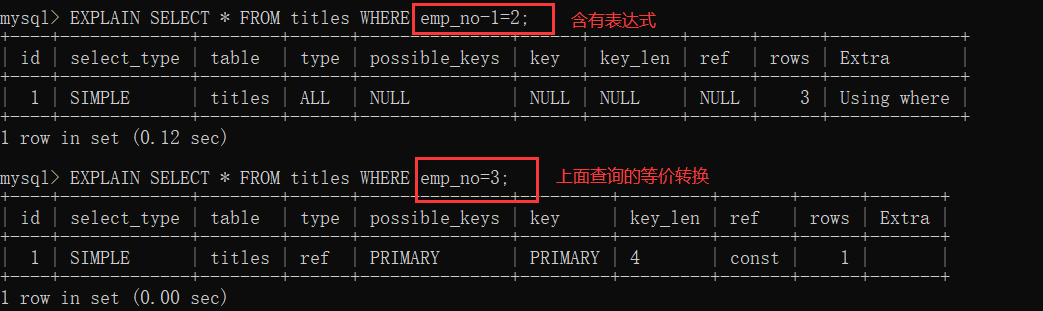 mysql> EXPLAIN SELECT * FROM titles WHERE emp_no-1=2; 含有表达式
+----+-------------+--------+------+---------------+------+---------+------+------+-------------+
| id | select_type | table | type | possible_keys | key | key_len | ref | rows | Extra |
+----+-------------+--------+------+---------------+------+---------+------+------+-------------+
| 1 | SIMPLE | titles | ALL | NULL | NULL | NULL | NULL | 3 | Using where |
+----+-------------+--------+------+---------------+------+---------+------+------+-------------+
1 row in set (0.12 sec)
mysql> EXPLAIN SELECT * FROM titles WHERE emp_no=3; 上面查询的等价转换
+----+-------------+--------+------+---------------+---------+---------+-------+------+-------+
| id | select_type | table | type | possible_keys | key | key_len | ref | rows | Extra |
+----+-------------+--------+------+---------------+---------+---------+-------+------+-------+
| 1 | SIMPLE | titles | ref | PRIMARY | PRIMARY | 4 | const | 1 | |
+----+-------------+--------+------+---------------+---------+---------+-------+------+-------+
1 row in set (0.00 sec)